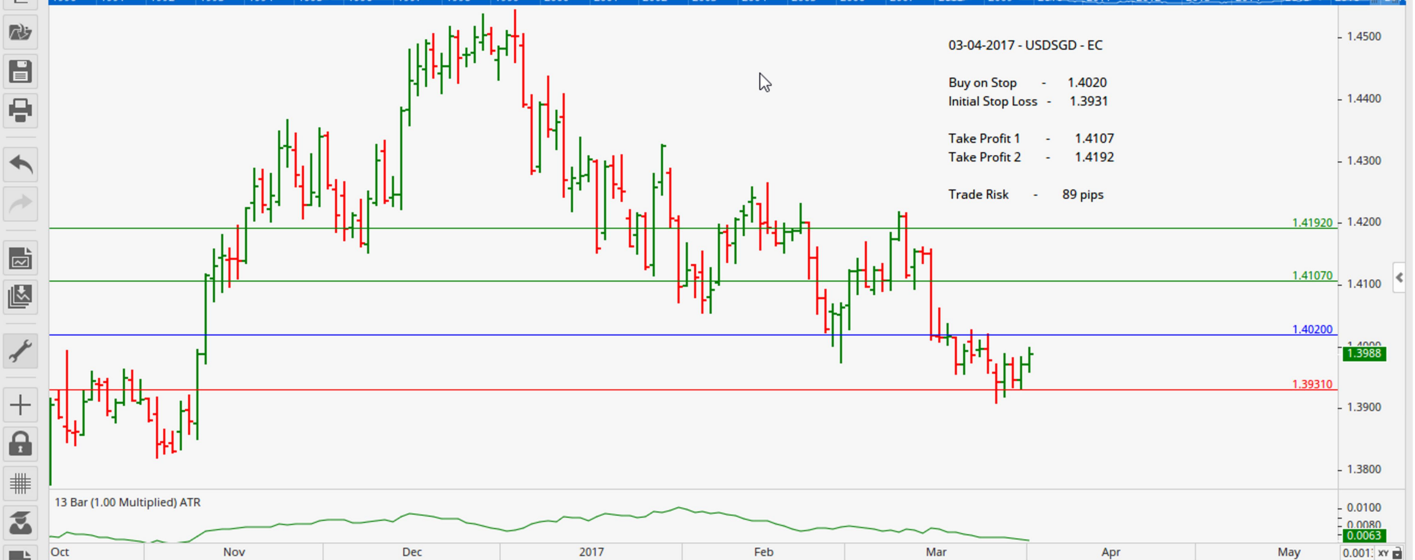 03-04-2017 - USDSGD - EC
Buy on Stop - 1.4020
Initial Stop Loss - 1.3931
Take Profit 1 - 1.4107
Take Profit 2 - 1.4192
Trade Risk - 89 pips
1.4500
1.4400
1.4300
1.4200
1.41920
1.41070
1.4100
1.40200
1.4000
1.3988
1.39310
1.3900
1.3800
13 Bar (1.00 Multiplied) ATR
0.0100
0.0080
0.0063
Oct Nov Dec 2017 Feb Mar Apr May 0.001 XY